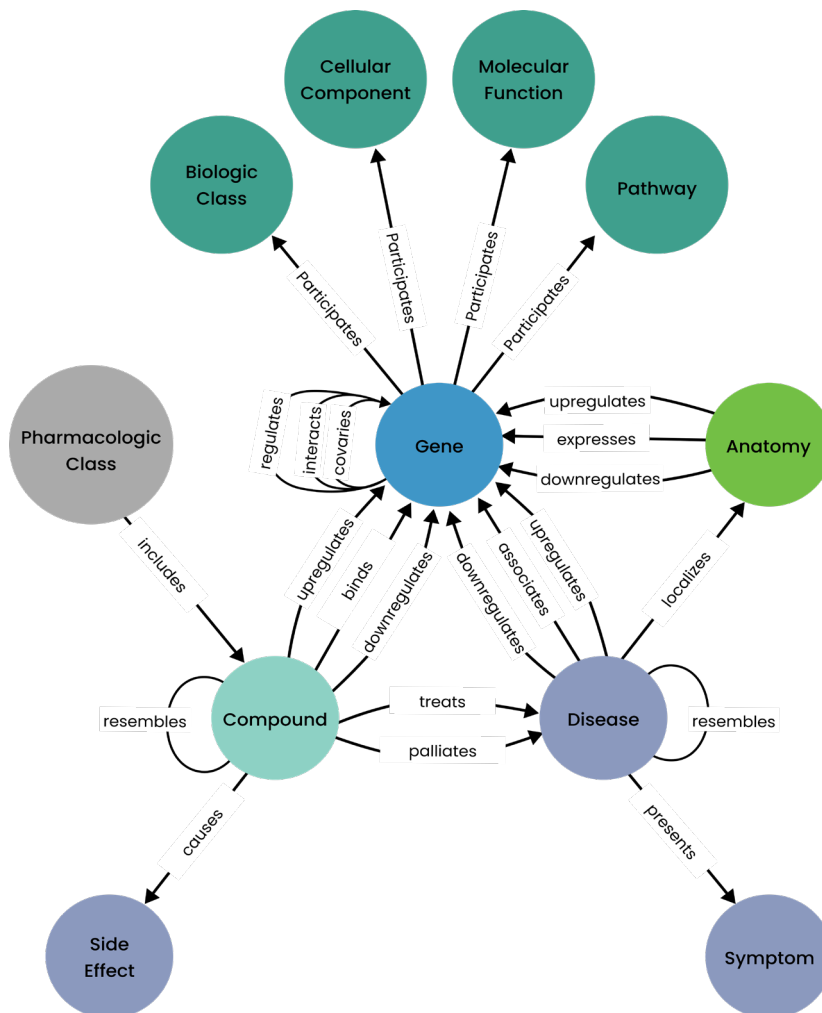 Cellular
Component
Molecular
Function
Biologic
Class
Pathway
Participates
Participates
Participates
Participates
Pharmacologic
Class
regulates
interacts
covaries
Gene
upregulates
expresses
downregulates
Anatomy
includes
upregulates
binds
downregulates
downregulates
associates
upregulates
localizes
resembles
Compound
treats
palliates
Disease
resembles
causes
presents
Side
Effect
Symptom